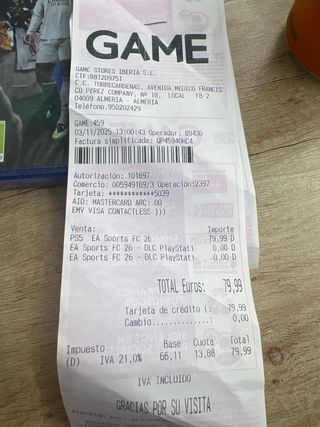 GAME
GAME STORES IBERIA S.L.
CIF:B81209751
C.C. TORRECARDENAS, AVENIDA MEDICO FRANCIS
CO PEREZ COMPANY, Nº 18, LOCAL FB-2
04009 ALMERIA - ALMERIA
Teléfono.950202429
GAME:459
03/11/2025 13:00:43 Operador: 89430
Factura simplificada: QP45940HC4
Autorización: 101697
Comercio: 005949169/3 Operación:2397
Tarjeta: ************5039
AID: MASTERCARD ARC: 00
EMV VISA CONTACTLESS )))
Venta: Importe
PS5 EA Sports FC 26 79,99 D
EA Sports FC 26 - DLC PlayStati 0,00 D
EA Sports FC 26 - DLC PlayStati 0,00 D
TOTAL Euros: 79,99
Tarjeta de crédito (): 79,99
Cambio..............: 0,00
Impuesto Base Cuota Total
(D) IVA 21,0% 66,11 13,88 79,99
IVA INCLUIDO
GRACIAS POR SU VISITA